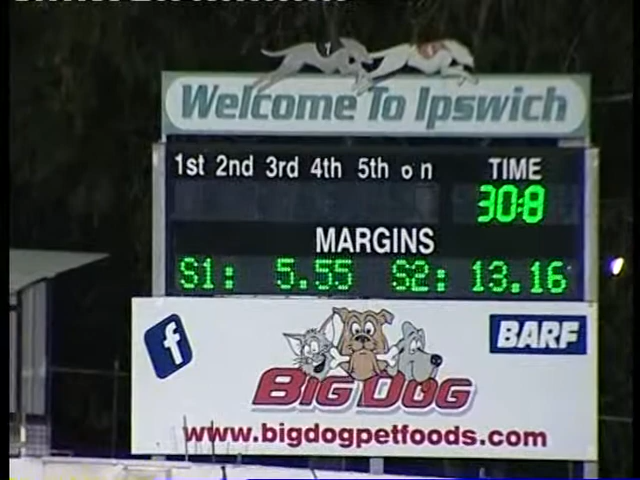 Welcome To Ipswich
1st 2nd 3rd 4th 5th o n TIME
30:8
MARGINS
S1: 5.55 S2: 13.16
f
BARF
BIG DOG
www.bigdogpetfoods.com